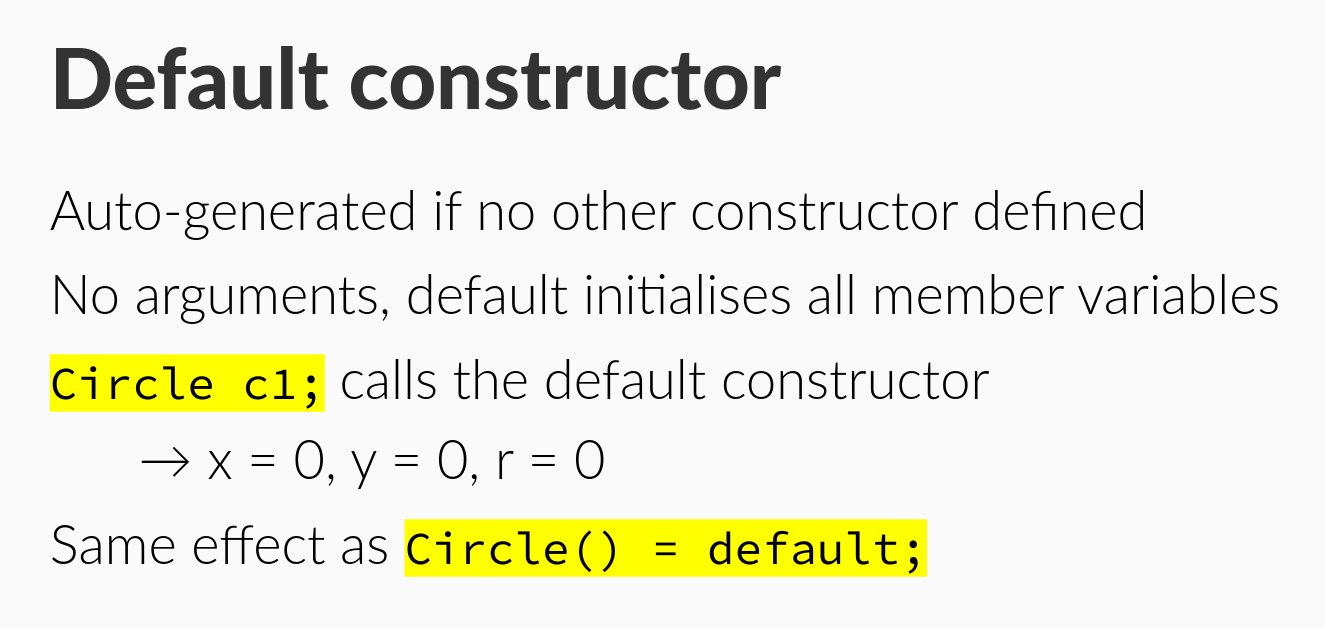 Default constructor
Auto-generated if no other constructor defined
No arguments, default initialises all member variables
Circle c1; calls the default constructor
→ x = 0, y = 0, r = 0
Same effect as Circle() = default;